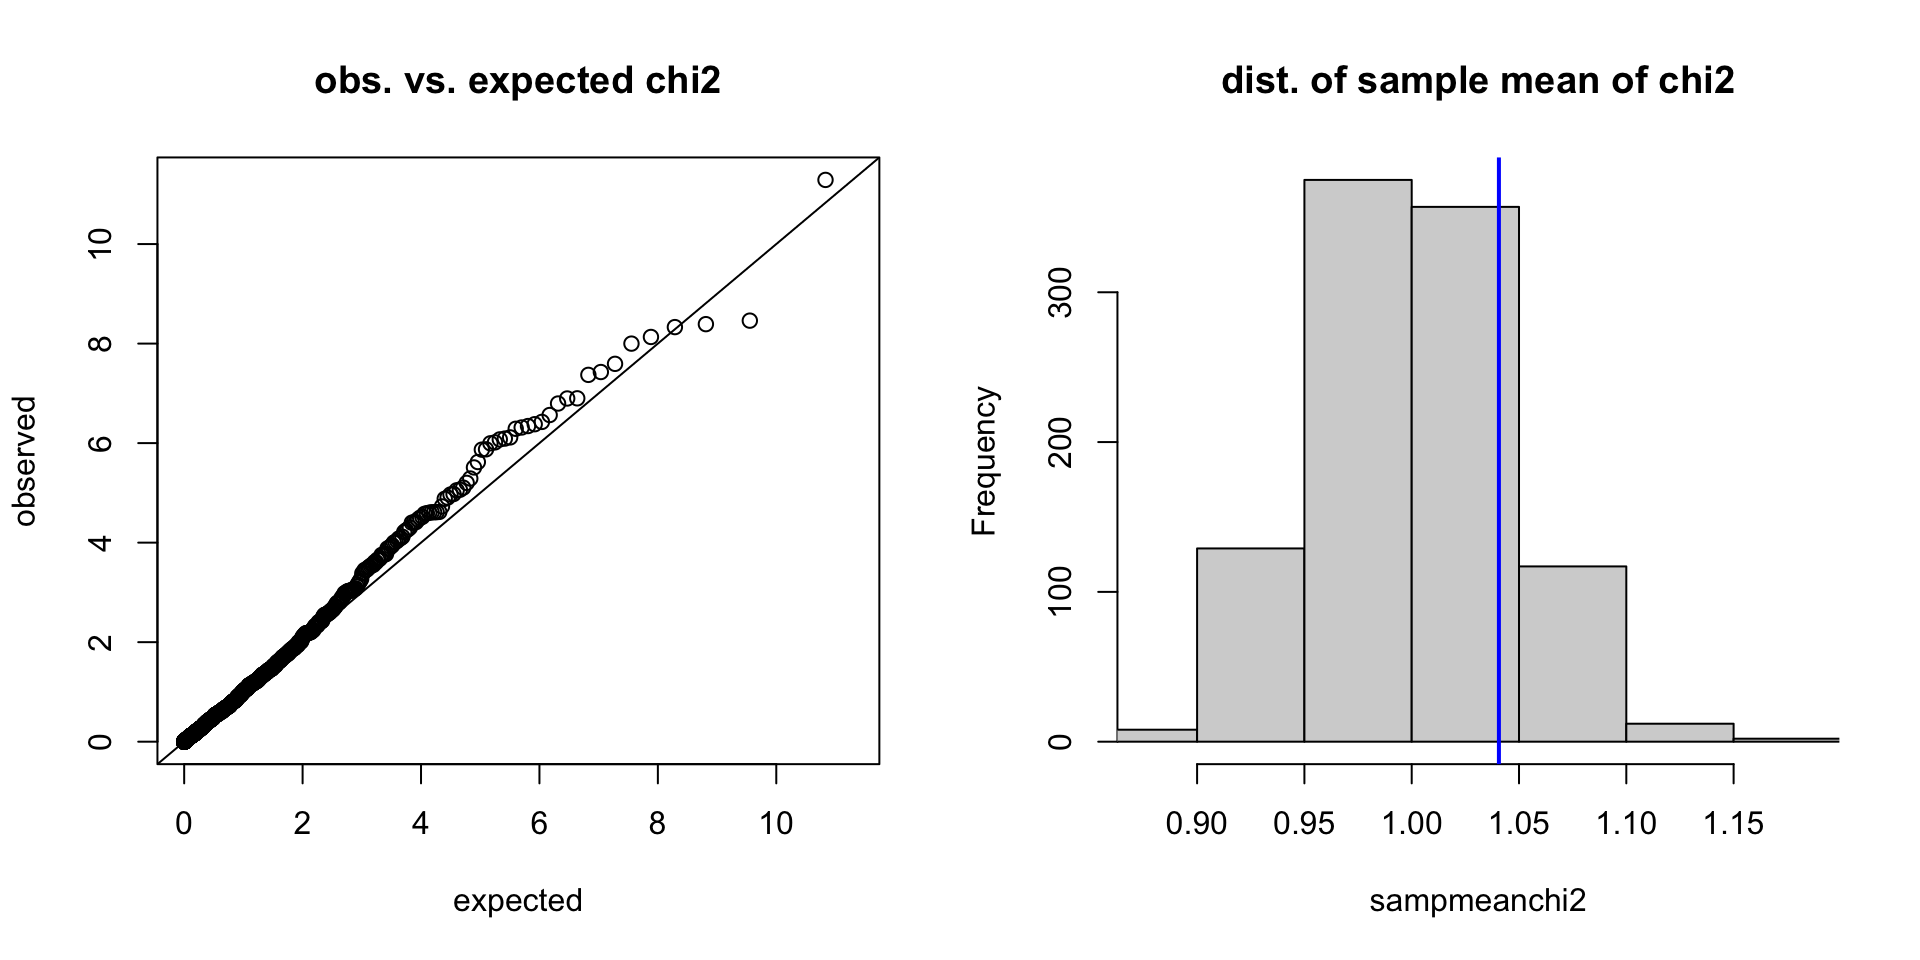 obs. vs. expected chi2
observed
10
8
6
4
2
0
0 2 4 6 8 10
expected
dist. of sample mean of chi2
Frequency
300
200
100
0
0.90 0.95 1.00 1.05 1.10 1.15
sampmeanchi2